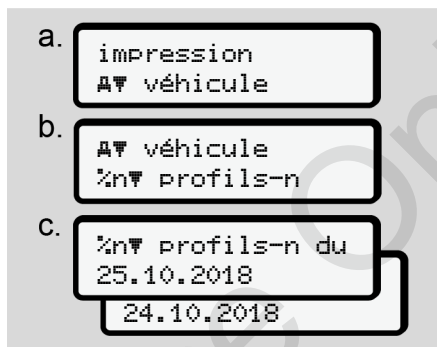 a.
impression
⛟▼ véhicule
b.
⛟▼ véhicule
%n▼ profils-n
c.
%n▼ profils-n du
25.10.2018
24.10.2018